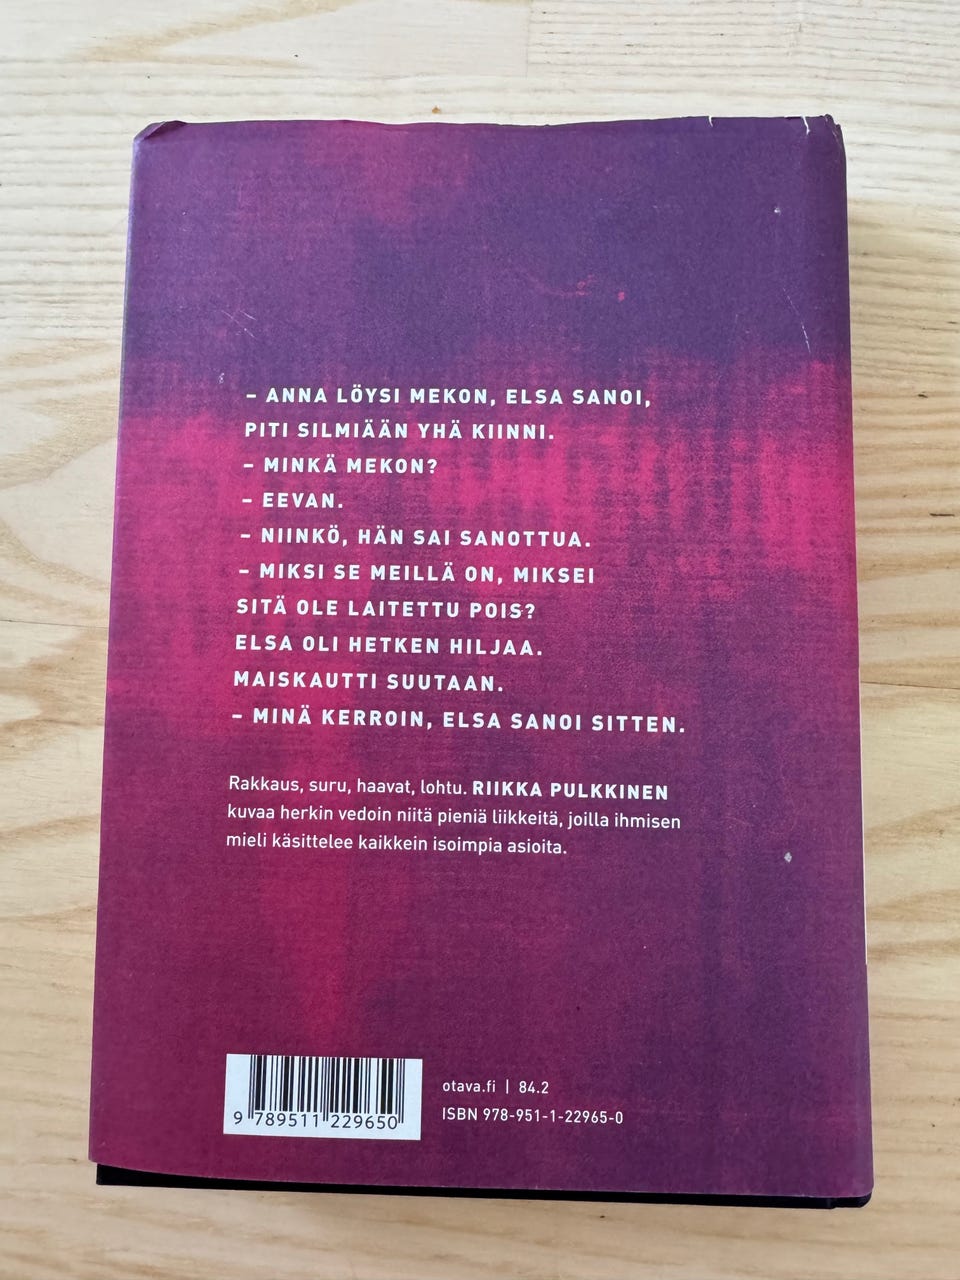 – ANNA LÖYSI MEKON, ELSA SANOI,
PITI SILMIÄÄN YHÄ KIINNI.
– MINKÄ MEKON?
– EEVAN.
– NIINKÖ, HÄN SAI SANOTTUA.
– MIKSI SE MEILLÄ ON, MIKSEI
SITÄ OLE LAITETTU POIS?
ELSA OLI HETKEN HILJAA.
MAISKAUTTI SUUTAAN.
– MINÄ KERROIN, ELSA SANOI SITTEN.
Rakkaus, suru, haavat, lohtu. RIIKKA PULKKINEN
kuvaa herkin vedoin niitä pieniä liikkeitä, joilla ihmisen
mieli käsittelee kaikkein isoimpia asioita.
otava.fi | 84.2
ISBN 978-951-1-22965-0
9 789511 229650